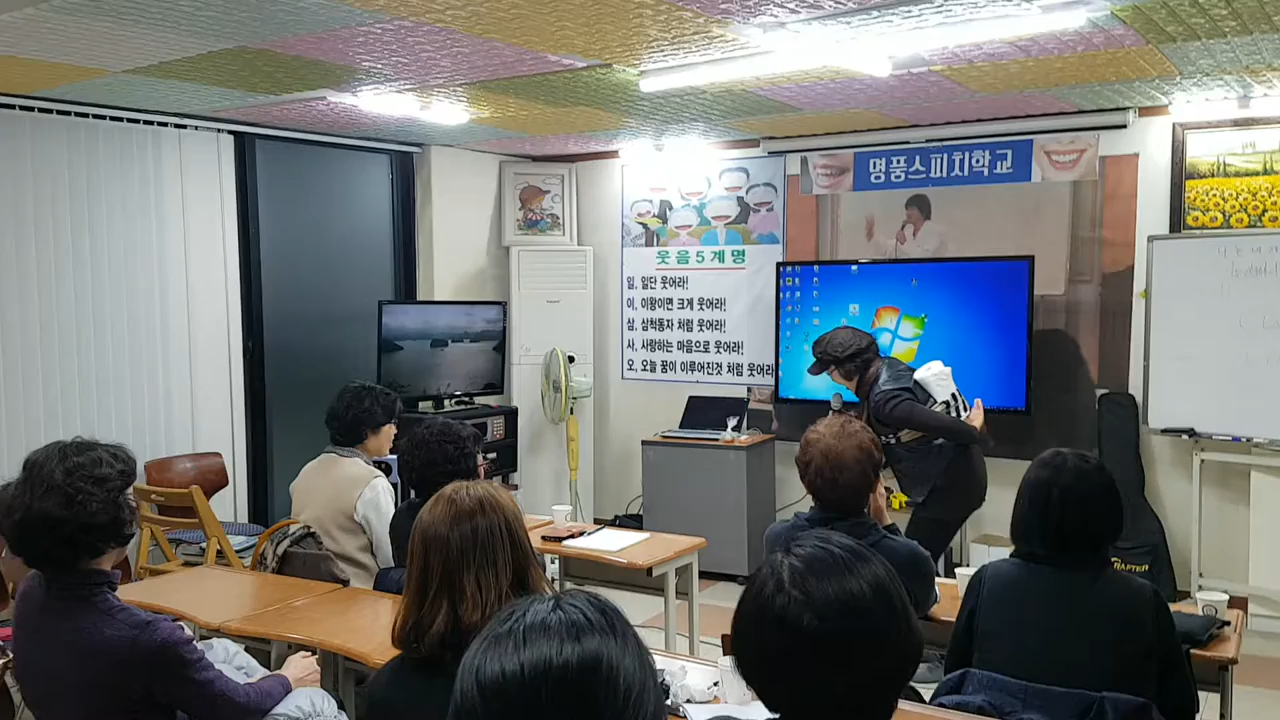 명품스피치학교
웃음5계명
일, 일단 웃어라!
이, 이왕이면 크게 웃어라!
삼, 삼척동자 처럼 웃어라!
사, 사랑하는 마음으로 웃어라!
오, 오늘 꿈이 이루어진것 처럼 웃어라